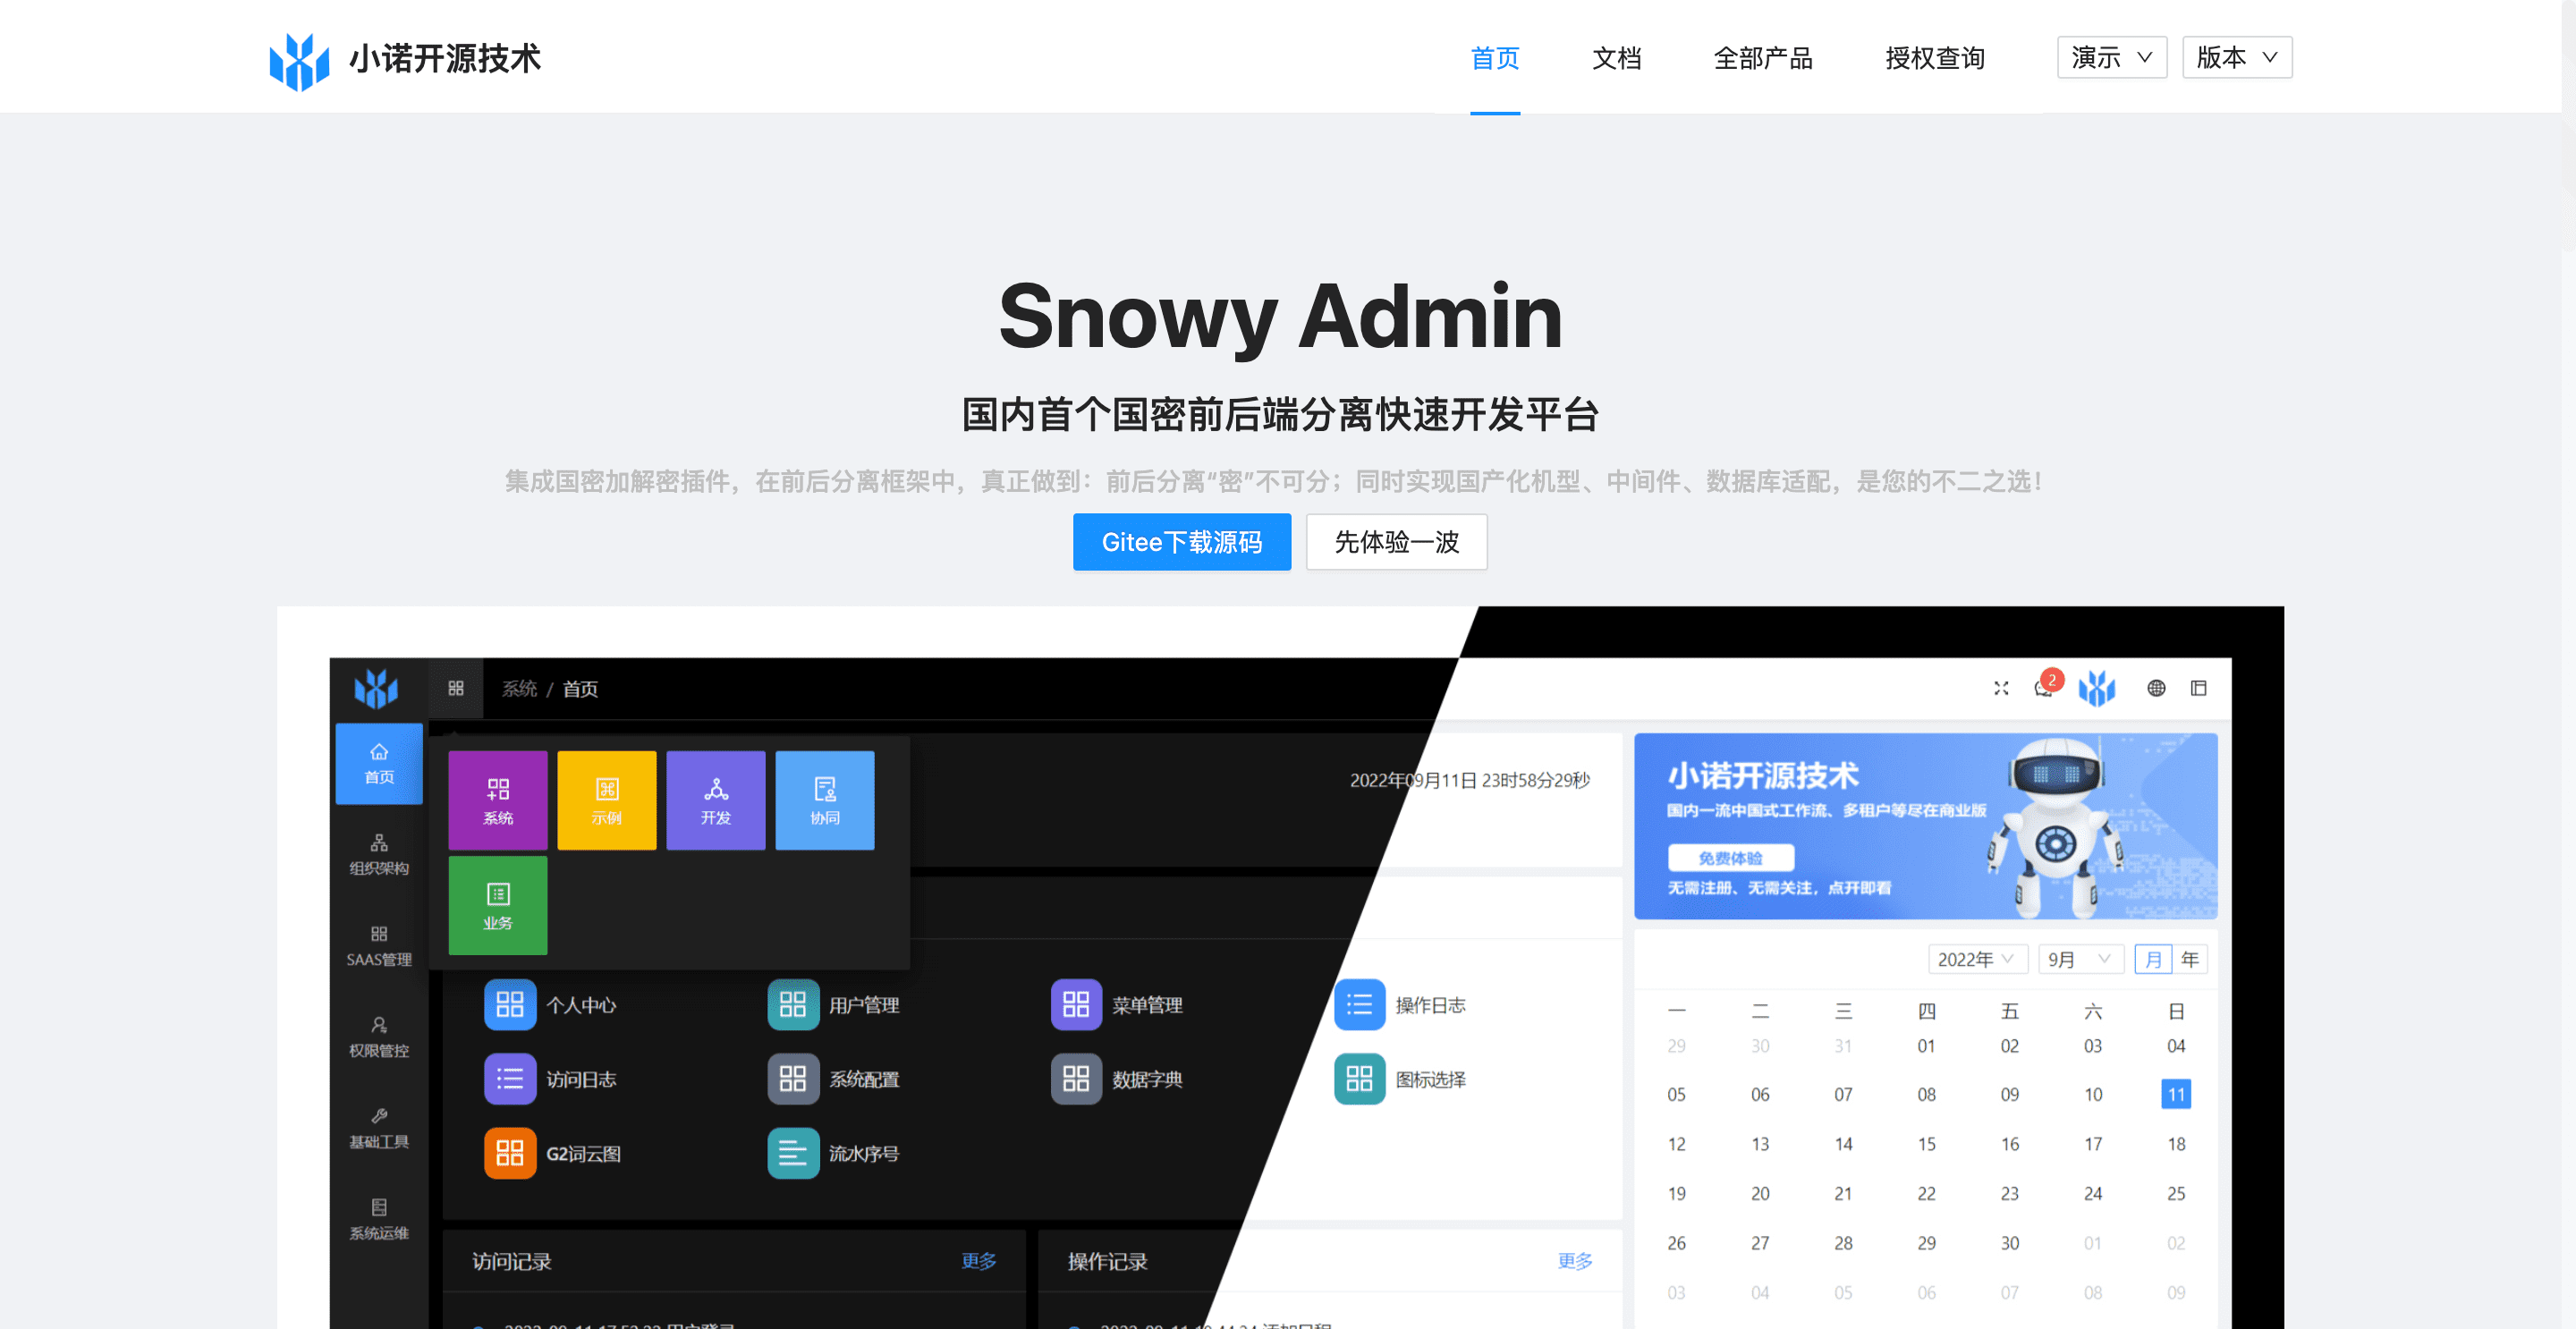 小诺开源技术
首页 文档 全部产品 授权查询 演示 版本
Snowy Admin
国内首个国密前后端分离快速开发平台
集成国密加解密插件，在前后分离框架中，真正做到：前后分离“密”不可分；同时实现国产化机型、中间件、数据库适配，是您的不二之选！
Gitee下载源码 先体验一波
系统 / 首页
2
首页
组织架构
SAAS管理
权限管控
基础工具
系统运维
系统 示例 开发 协同
业务
2022年09月11日 23时58分29秒
个人中心 用户管理 菜单管理 操作日志
访问日志 系统配置 数据字典 图标选择
G2词云图 流水序号
访问记录 更多
操作记录 更多
小诺开源技术
国内一流中国式工作流、多租户等尽在商业版
免费体验
无需注册、无需关注，点开即看
2022年 9月 月 年
一 二 三 四 五 六 日
29 30 31 01 02 03 04
05 06 07 08 09 10 11
12 13 14 15 16 17 18
19 20 21 22 23 24 25
26 27 28 29 30 01 02
03 04 05 06 07 08 09